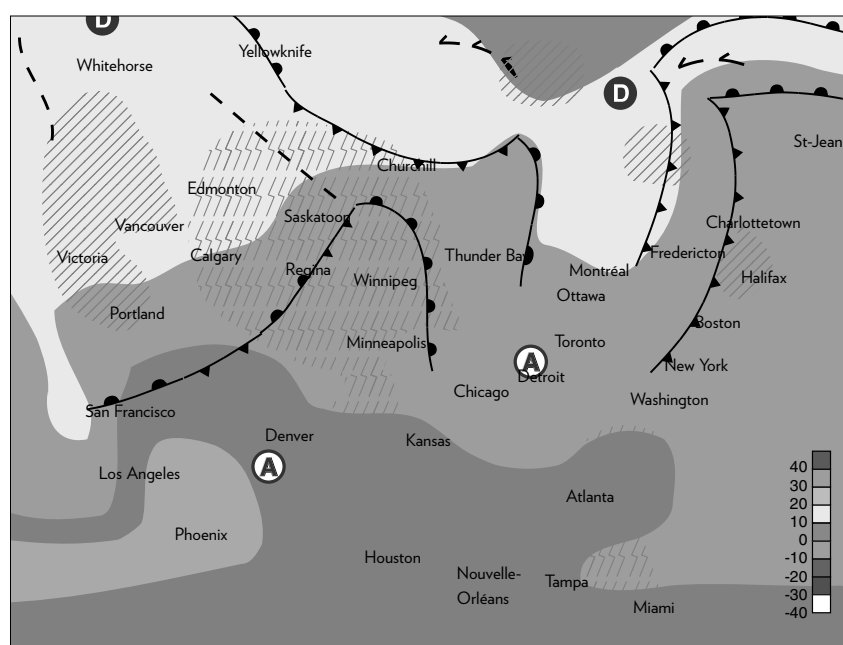 D
Yellowknife
Whitehorse
D
St-Jean
Churchill
Edmonton
Saskatoon
Vancouver
Charlottetown
Victoria
Calgary
Thunder Bay
Fredericton
Regina
Montréal
Winnipeg
Halifax
Ottawa
Portland
Boston
Minneapolis
Toronto
A
New York
Detroit
Chicago
Washington
San Francisco
Denver
Kansas
A
Los Angeles
40
30
Atlanta
20
10
Phoenix
0
Houston
-10
Nouvelle-
Orléans
Tampa
-20
-30
Miami
-40